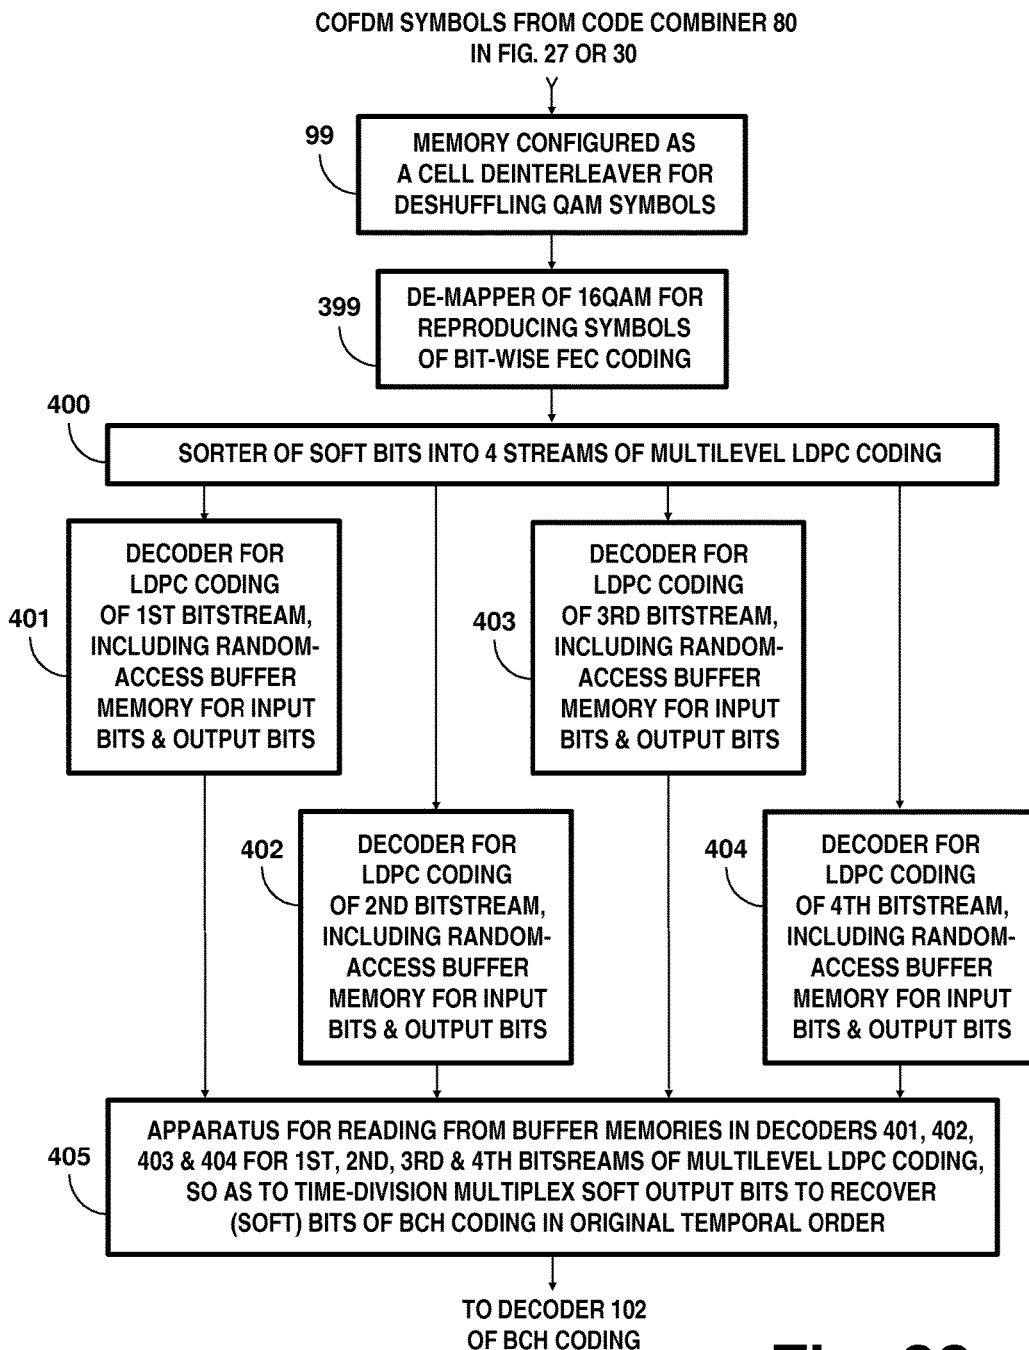 COFDM SYMBOLS FROM CODE COMBINER 80
IN FIG. 27 OR 30
99
MEMORY CONFIGURED AS
A CELL DEINTERLEAVER FOR
DESHUFFLING QAM SYMBOLS
399
DE-MAPPER OF 16QAM FOR
REPRODUCING SYMBOLS
OF BIT-WISE FEC CODING
400
SORTER OF SOFT BITS INTO 4 STREAMS OF MULTILEVEL LDPC CODING
401
DECODER FOR
LDPC CODING
OF 1ST BITSTREAM,
INCLUDING RANDOM-
ACCESS BUFFER
MEMORY FOR INPUT
BITS & OUTPUT BITS
403
DECODER FOR
LDPC CODING
OF 3RD BITSTREAM,
INCLUDING RANDOM-
ACCESS BUFFER
MEMORY FOR INPUT
BITS & OUTPUT BITS
402
DECODER FOR
LDPC CODING
OF 2ND BITSTREAM,
INCLUDING RANDOM-
ACCESS BUFFER
MEMORY FOR INPUT
BITS & OUTPUT BITS
404
DECODER FOR
LDPC CODING
OF 4TH BITSTREAM,
INCLUDING RANDOM-
ACCESS BUFFER
MEMORY FOR INPUT
BITS & OUTPUT BITS
405
APPARATUS FOR READING FROM BUFFER MEMORIES IN DECODERS 401, 402,
403 & 404 FOR 1ST, 2ND, 3RD & 4TH BITSREAMS OF MULTILEVEL LDPC CODING,
SO AS TO TIME-DIVISION MULTIPLEX SOFT OUTPUT BITS TO RECOVER
(SOFT) BITS OF BCH CODING IN ORIGINAL TEMPORAL ORDER
TO DECODER 102
OF BCH CODING